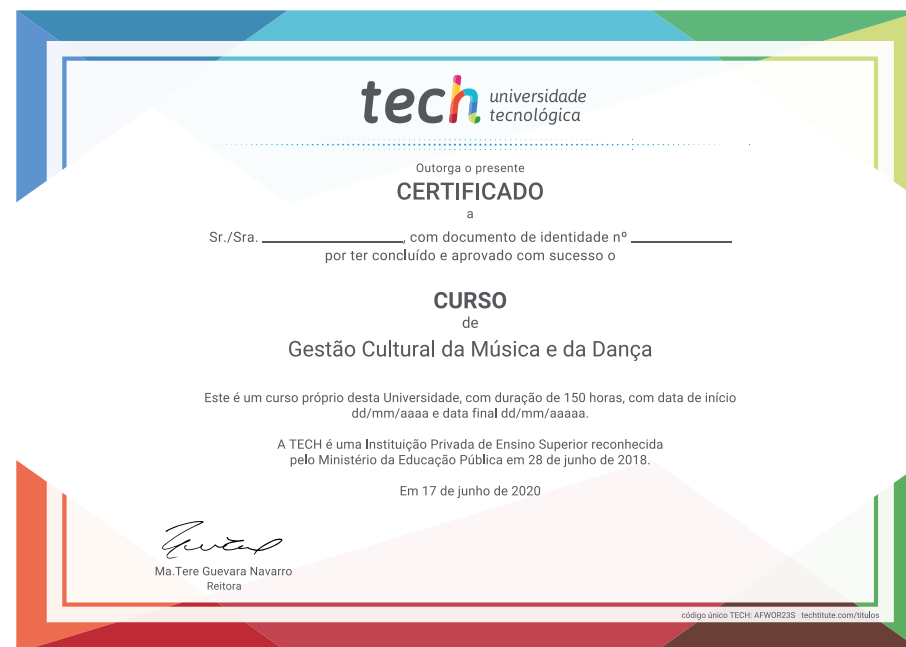 tech universidade
tecnológica
Outorga o presente
CERTIFICADO
a
Sr./Sra. ____________, com documento de identidade nº ____________
por ter concluído e aprovado com sucesso o
CURSO
de
Gestão Cultural da Música e da Dança
Este é um curso próprio desta Universidade, com duração de 150 horas, com data de início
dd/mm/aaaa e data final dd/mm/aaaaa.
A TECH é uma Instituição Privada de Ensino Superior reconhecida
pelo Ministério da Educação Pública em 28 de junho de 2018.
Em 17 de junho de 2020
Ma.Tere Guevara Navarro
Reitora
código único TECH: AFWOR23S techtitute.com/titulos